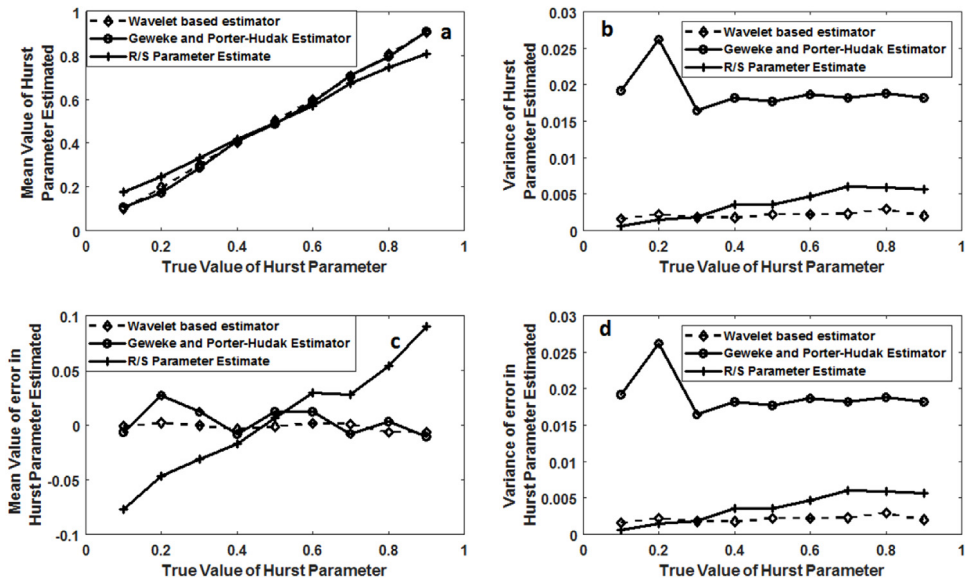 a
Wavelet based estimator
Geweke and Porter-Hudak Estimator
R/S Parameter Estimate
Mean Value of Hurst
Parameter Estimated
1
0.8
0.6
0.4
0.2
0
0 0.2 0.4 0.6 0.8 1
True Value of Hurst Parameter
b
Wavelet based estimator
Geweke and Porter-Hudak Estimator
R/S Parameter Estimate
Variance of Hurst
Parameter Estimated
0.03
0.025
0.02
0.015
0.01
0.005
0
0 0.2 0.4 0.6 0.8 1
True Value of Hurst Parameter
c
Wavelet based estimator
Geweke and Porter-Hudak Estimator
R/S Parameter Estimate
Mean Value of error in
Hurst Parameter Estimated
0.1
0.05
0
-0.05
-0.1
0 0.2 0.4 0.6 0.8 1
True Value of Hurst Parameter
d
Wavelet based estimator
Geweke and Porter-Hudak Estimator
R/S Parameter Estimate
Variance of error in
Hurst Parameter Estimated
0.03
0.025
0.02
0.015
0.01
0.005
0
0 0.2 0.4 0.6 0.8 1
True Value of Hurst Parameter